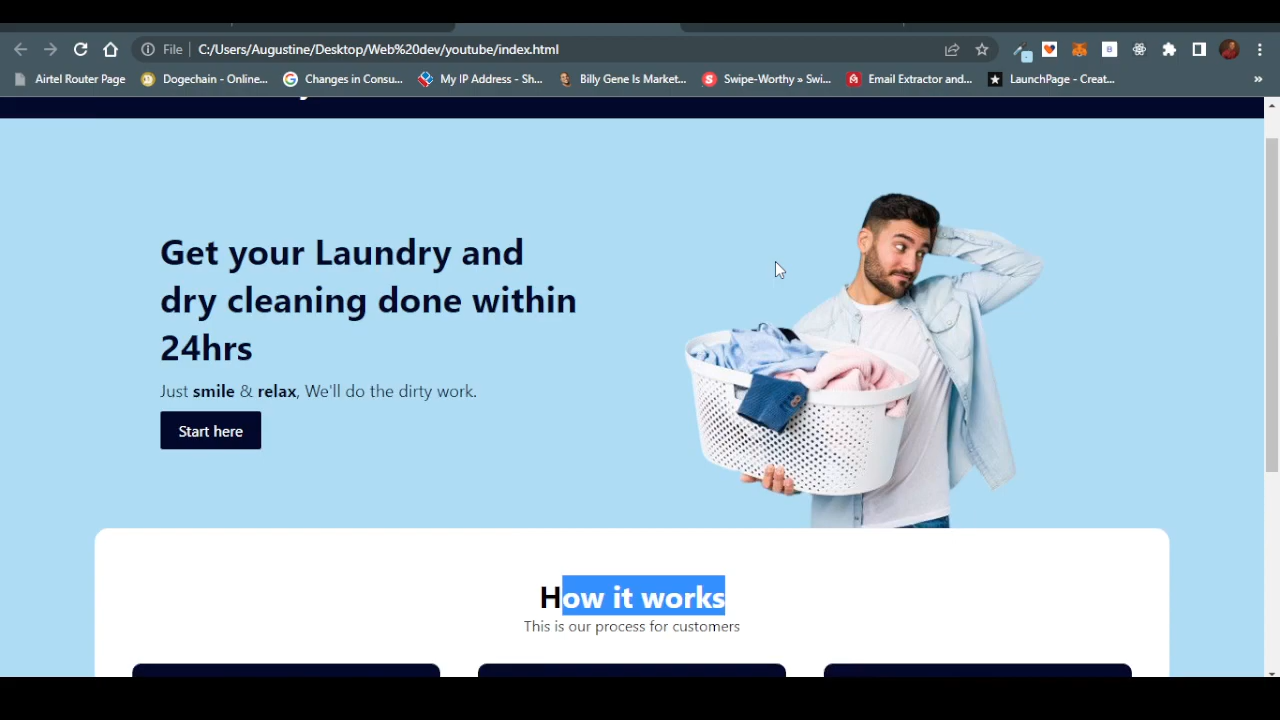 File C:/Users/Augustine/Desktop/Web%20dev/youtube/index.html
Airtel Router Page Dogechain - Online... Changes in Consu... My IP Address - Sh... Billy Gene Is Market... Swipe-Worthy » Swi... Email Extractor and... LaunchPage - Creat... »
Get your Laundry and
dry cleaning done within
24hrs
Just smile & relax, We'll do the dirty work.
Start here
How it works
This is our process for customers